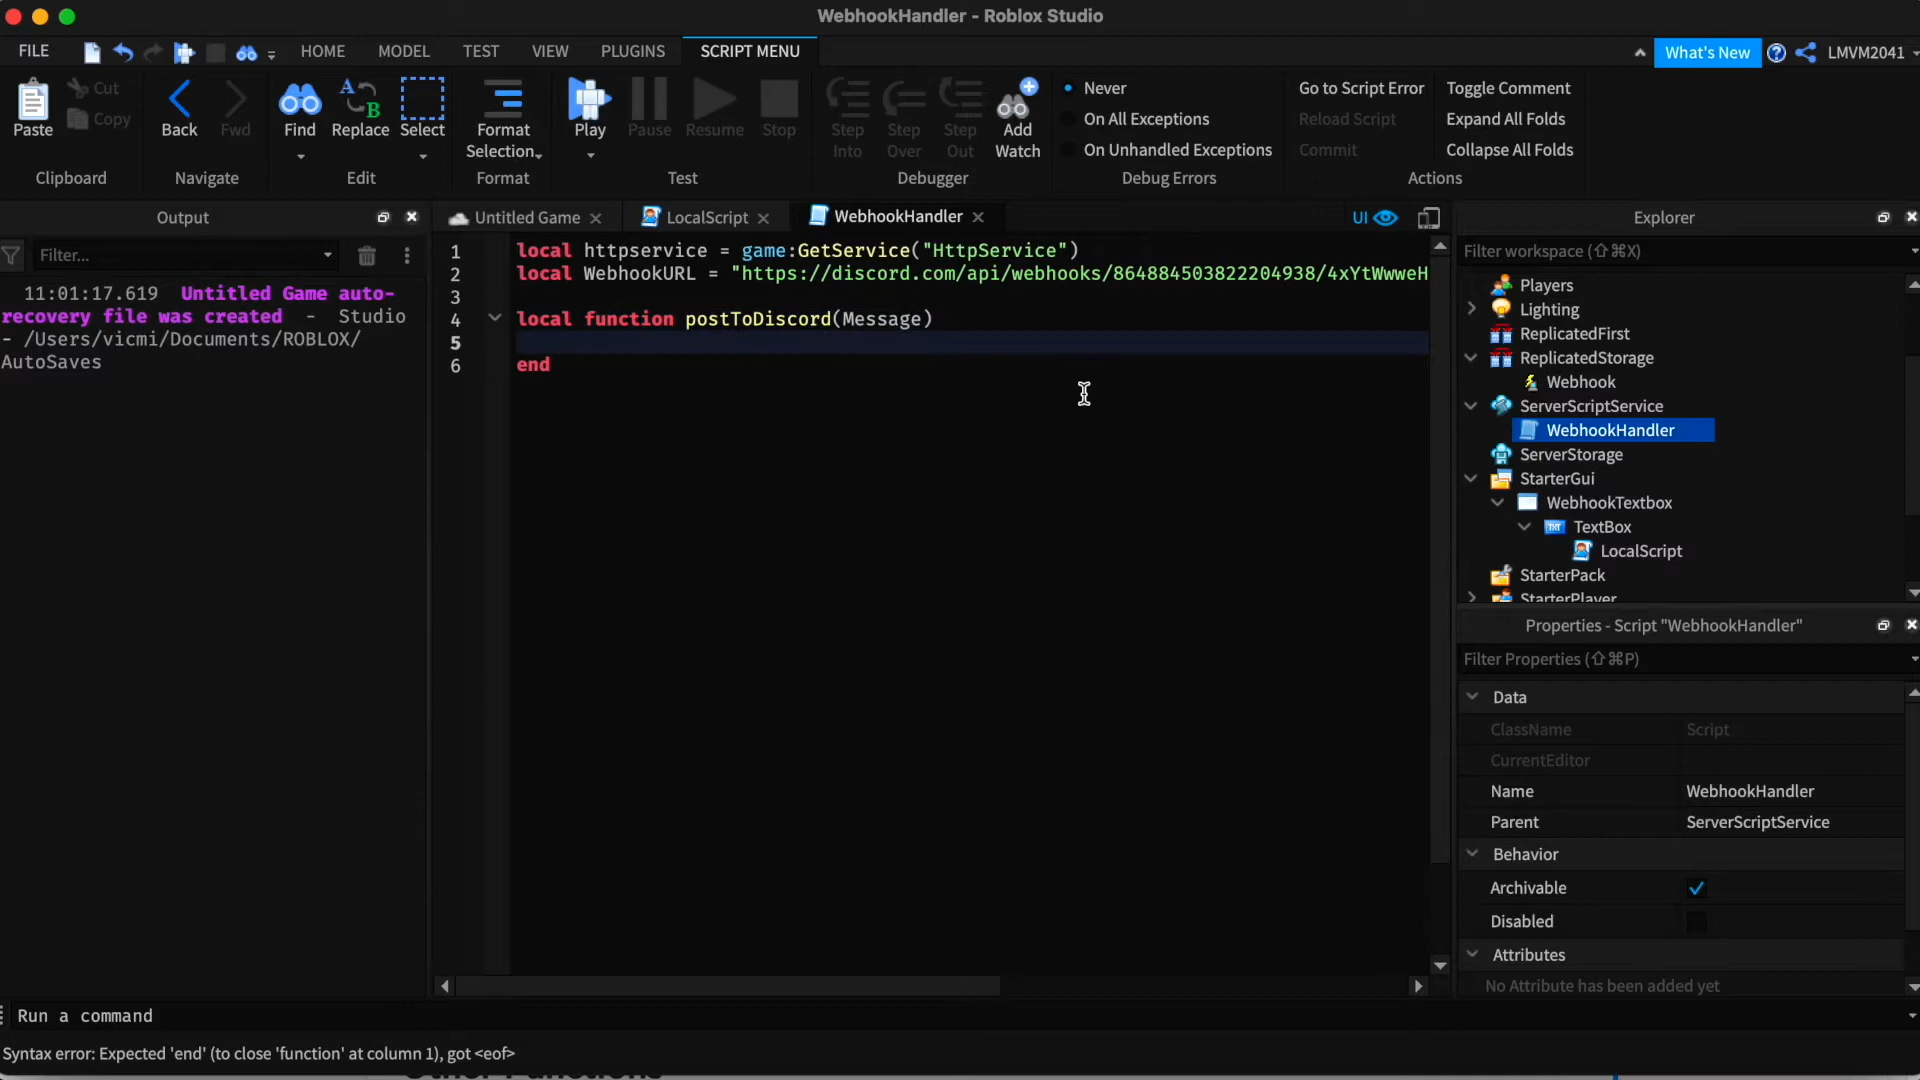 WebhookHandler - Roblox Studio
FILE HOME MODEL TEST VIEW PLUGINS SCRIPT MENU What's New LMVM2041
Paste Cut Copy Back Fwd Find Replace Select Format Selection Play Pause Resume Stop Step Into Step Over Step Out Add Watch
Never
On All Exceptions
On Unhandled Exceptions
Go to Script Error
Reload Script
Commit
Toggle Comment
Expand All Folds
Collapse All Folds
Clipboard Navigate Edit Format Test Debugger Debug Errors Actions
Output
Filter...
11:01:17.619 Untitled Game auto-
recovery file was created - Studio
- /Users/vicmi/Documents/ROBLOX/
AutoSaves
Untitled Game LocalScript WebhookHandler UI
1 local httpservice = game:GetService("HttpService")
2 local WebhookURL = "https://discord.com/api/webhooks/864884503822204938/4xYtWwweH
3
4 local function postToDiscord(Message)
5
6 end
Explorer
Filter workspace (⇧⌘X)
Players
Lighting
ReplicatedFirst
ReplicatedStorage
Webhook
ServerScriptService
WebhookHandler
ServerStorage
StarterGui
WebhookTextbox
TXT TextBox
LocalScript
StarterPack
StarterPlayer
Properties - Script "WebhookHandler"
Filter Properties (⇧⌘P)
Data
ClassName Script
CurrentEditor
Name WebhookHandler
Parent ServerScriptService
Behavior
Archivable
Disabled
Attributes
No Attribute has been added yet
Run a command
Syntax error: Expected 'end' (to close 'function' at column 1), got <eof>